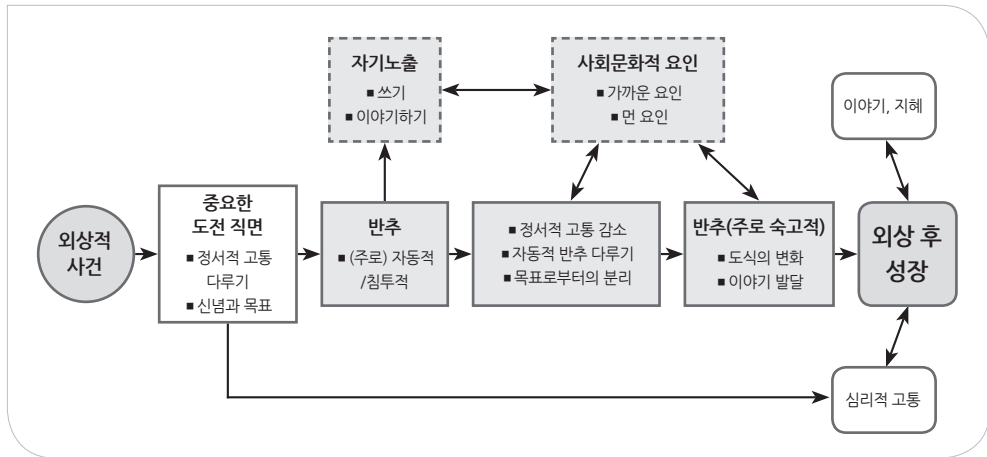 자기노출
■ 쓰기
■ 이야기하기
사회문화적 요인
■ 가까운 요인
■ 먼 요인
이야기, 지혜
외상적
사건
중요한
도전 직면
■ 정서적 고통
다루기
■ 신념과 목표
반추
■ (주로) 자동적
/침투적
■ 정서적 고통 감소
■ 자동적 반추 다루기
■ 목표로부터의 분리
반추(주로 숙고적)
■ 도식의 변화
■ 이야기 발달
외상 후
성장
심리적 고통